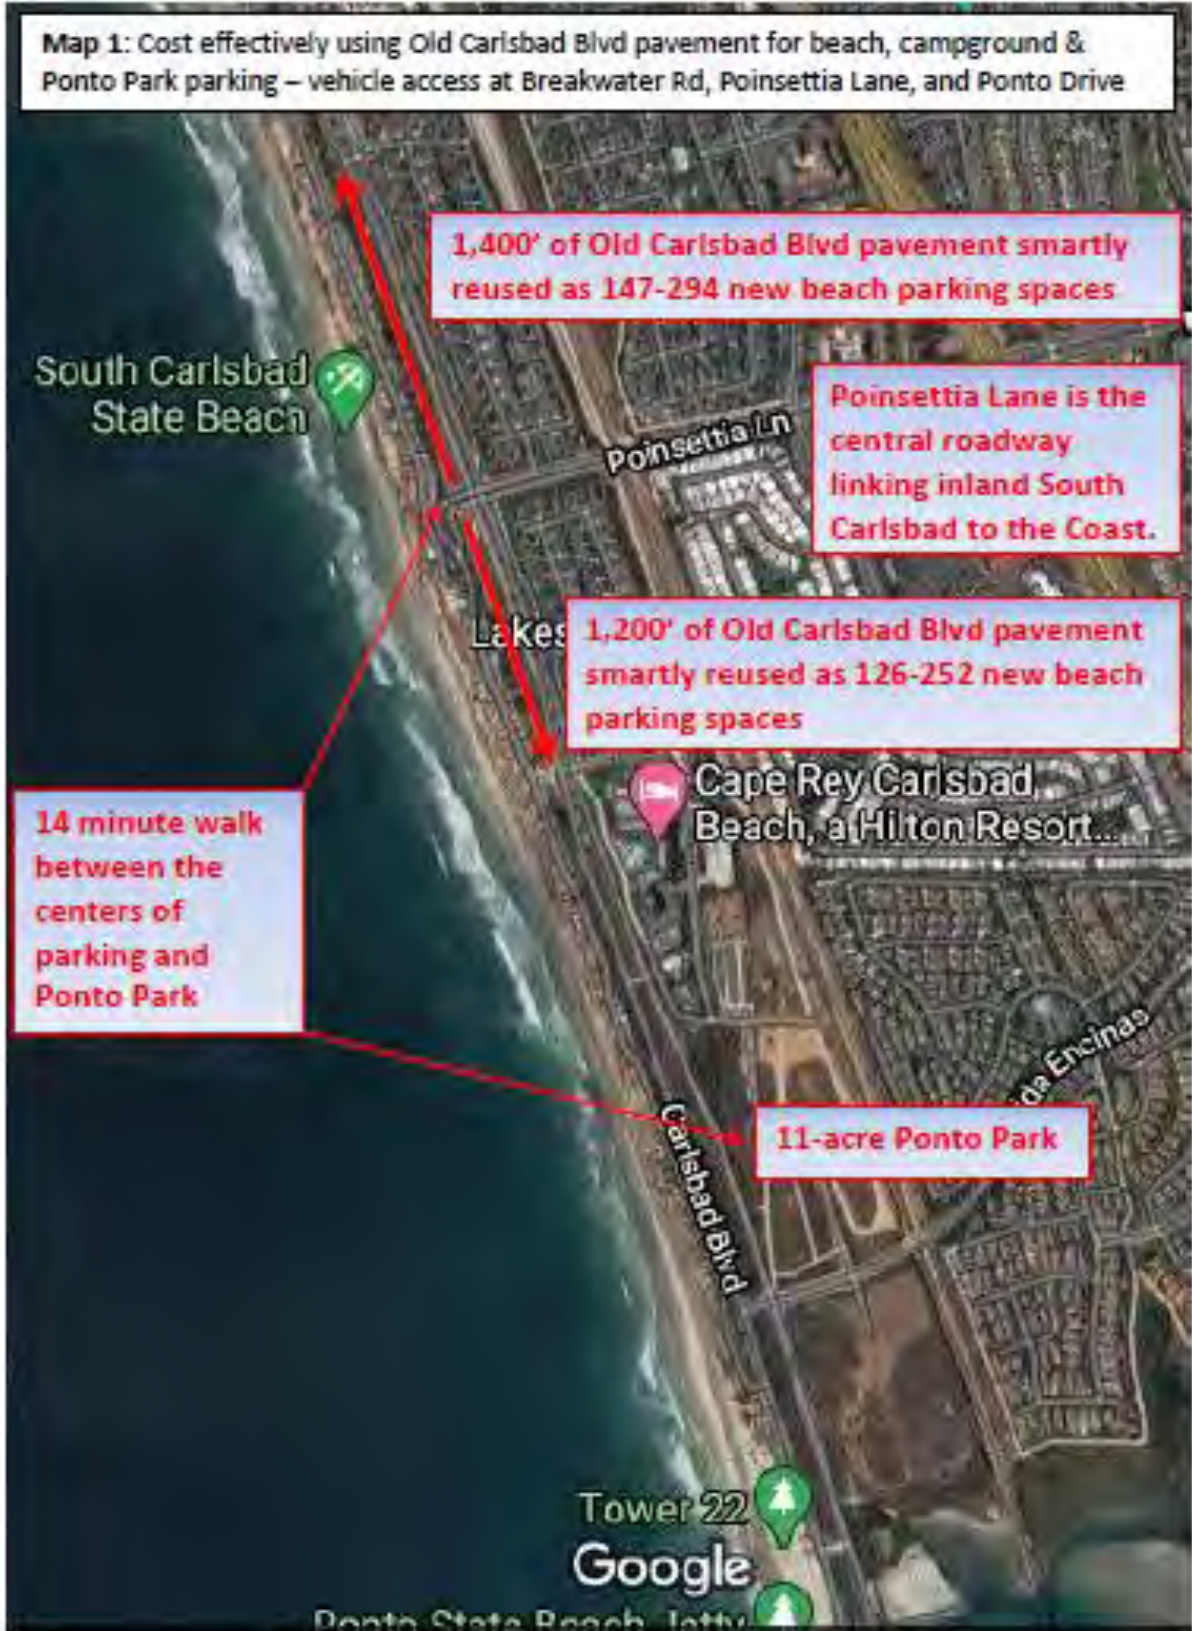 Map 1: Cost effectively using Old Carlsbad Blvd pavement for beach, campground &
Ponto Park parking – vehicle access at Breakwater Rd, Poinsettia Lane, and Ponto Drive
1,400' of Old Carlsbad Blvd pavement smartly
reused as 147-294 new beach parking spaces
South Carlsbad
State Beach
Poinsettia Ln
Poinsettia Lane is the
central roadway
linking inland South
Carlsbad to the Coast.
Lakes
1,200' of Old Carlsbad Blvd pavement
smartly reused as 126-252 new beach
parking spaces
Cape Rey Carlsbad
Beach, a Hilton Resort...
14 minute walk
between the
centers of
parking and
Ponto Park
ida Encinas
11-acre Ponto Park
Carlsbad Blvd
Tower 22
Google
Ponto State Beach Jetty